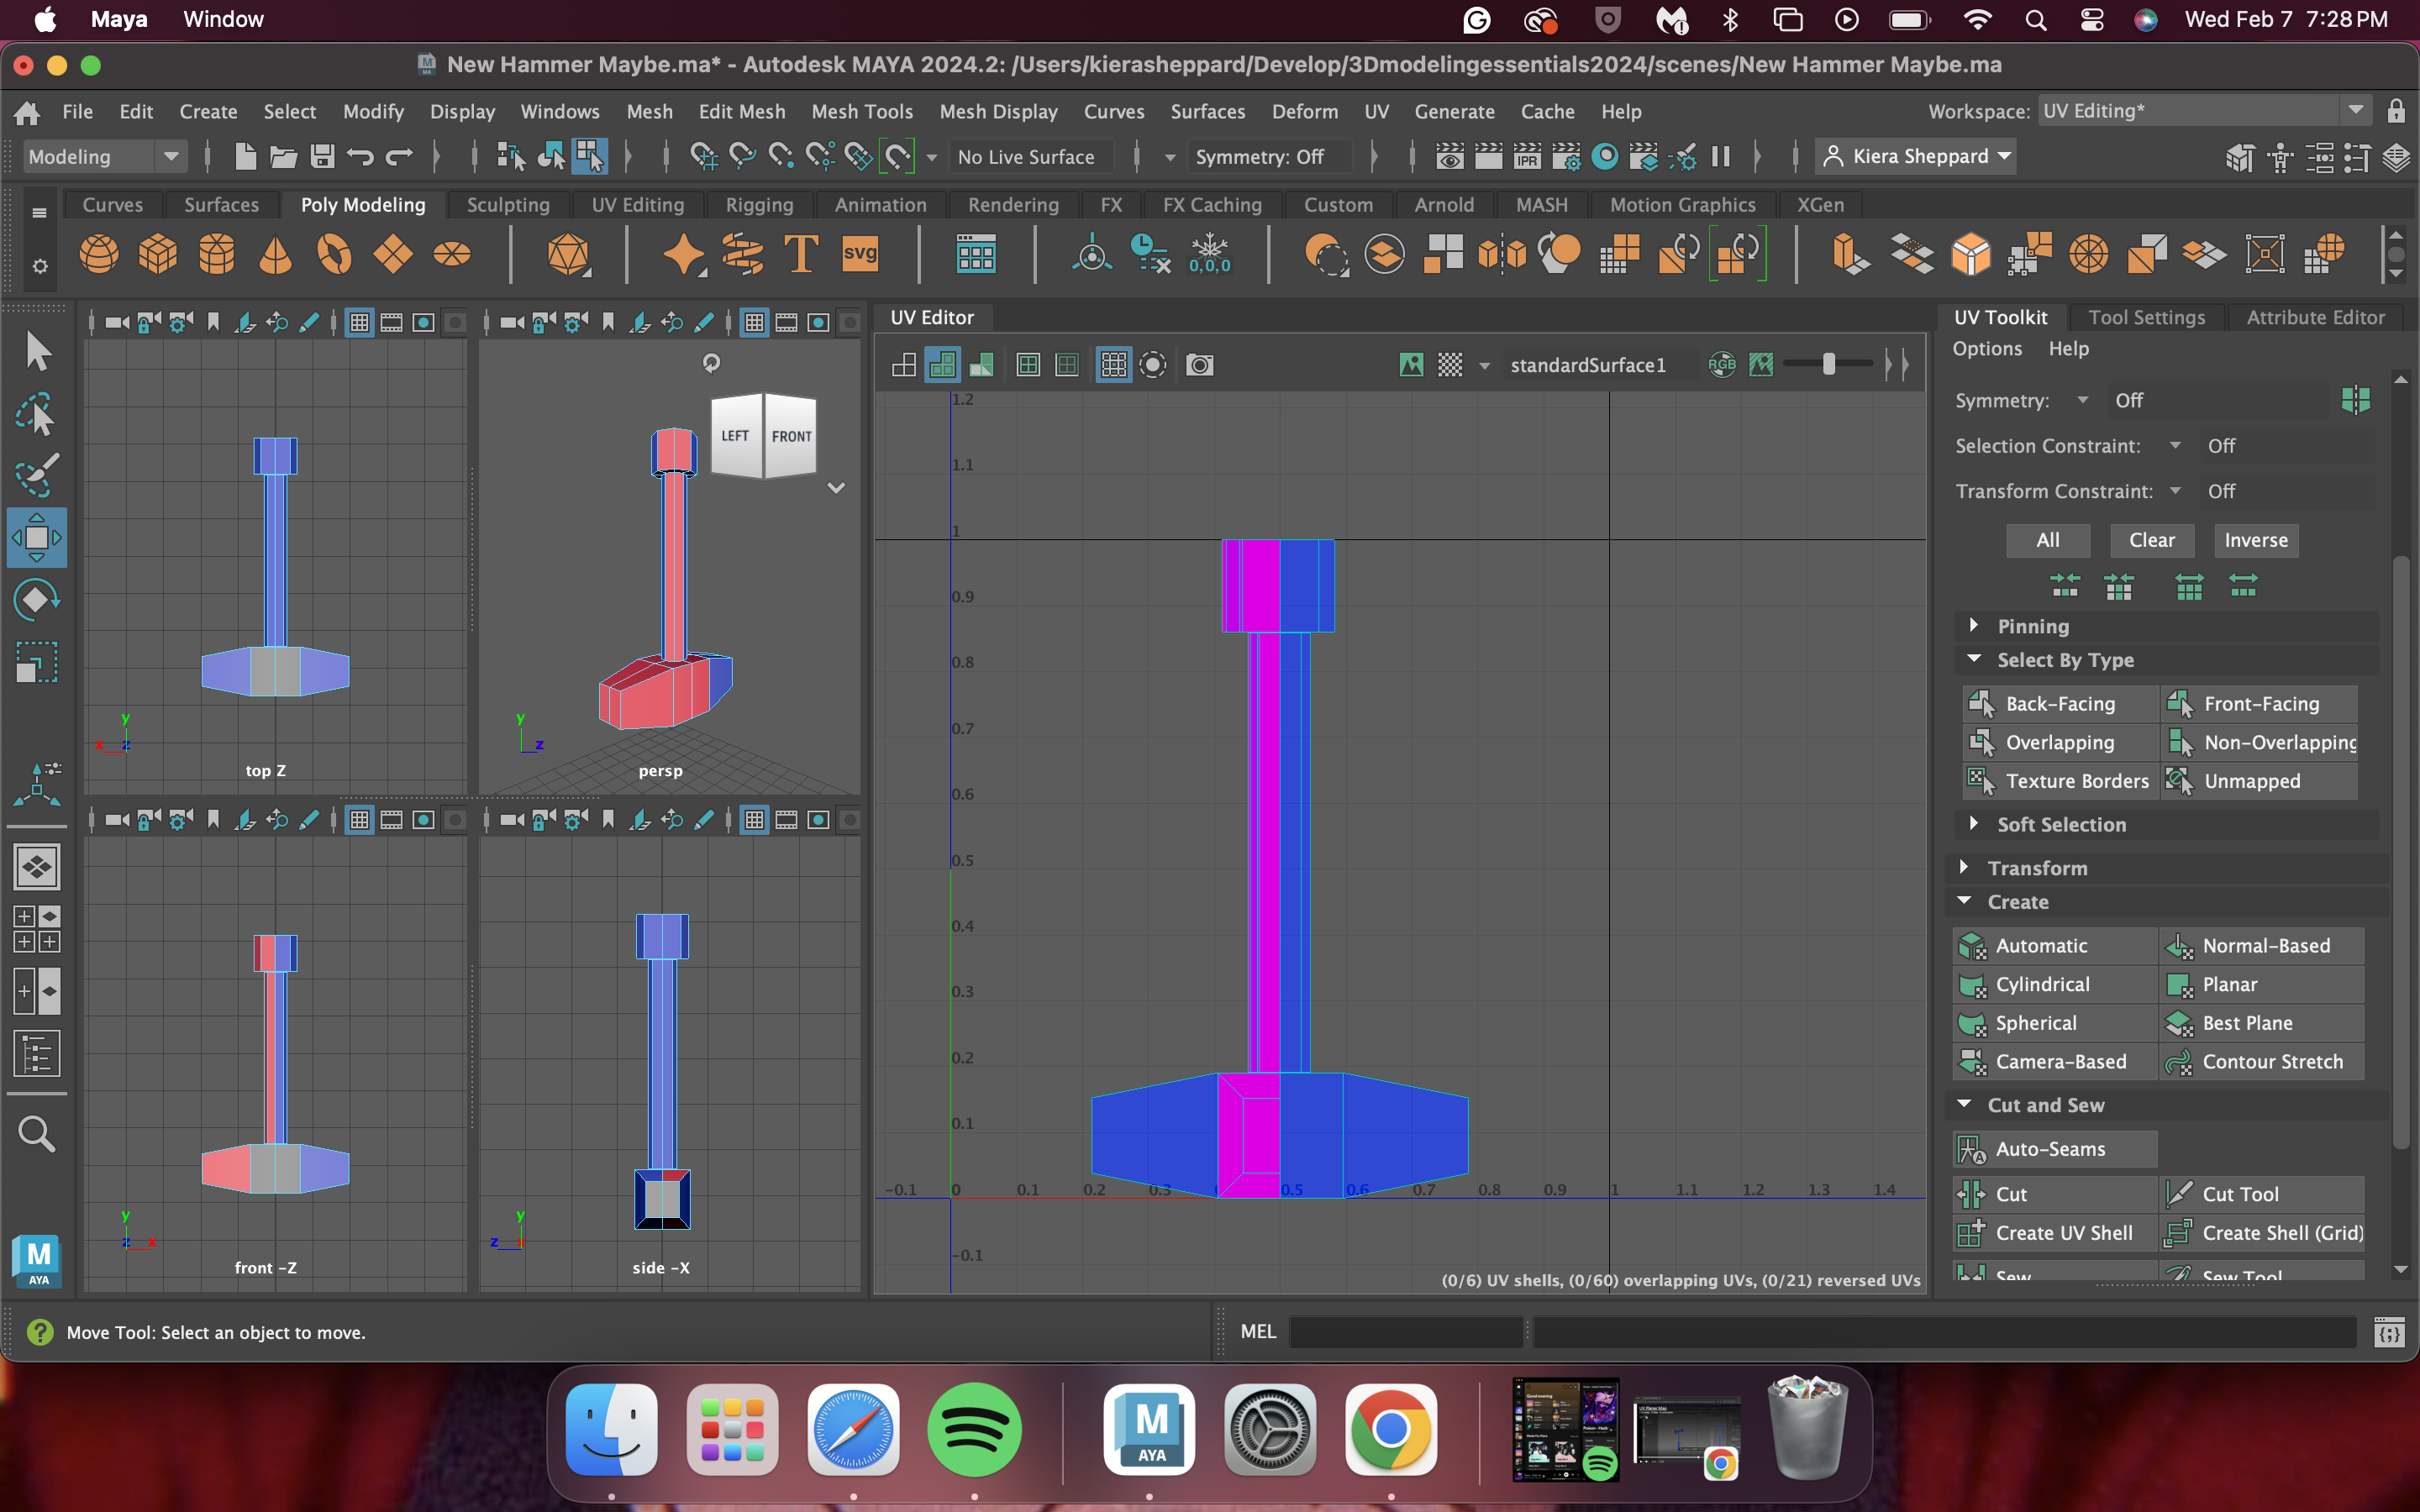 Maya Window Wed Feb 7 7:28 PM
New Hammer Maybe.ma* - Autodesk MAYA 2024.2: /Users/kierasheppard/Develop/3Dmodelingessentials2024/scenes/New Hammer Maybe.ma
File Edit Create Select Modify Display Windows Mesh Edit Mesh Mesh Tools Mesh Display Curves Surfaces Deform UV Generate Cache Help Workspace: UV Editing*
Modeling No Live Surface Symmetry: Off IPR Kiera Sheppard
Curves Surfaces Poly Modeling Sculpting UV Editing Rigging Animation Rendering FX FX Caching Custom Arnold MASH Motion Graphics XGen
T svg 0,0,0
UV Editor
UV Toolkit Tool Settings Attribute Editor
Options Help
standardSurface1 RGB
Symmetry: Off
Selection Constraint: Off
Transform Constraint: Off
All Clear Inverse
Pinning
Select By Type
Back-Facing Front-Facing
Overlapping Non-Overlapping
Texture Borders Unmapped
Soft Selection
Transform
Create
Automatic Normal-Based
Cylindrical Planar
Spherical Best Plane
Camera-Based Contour Stretch
Cut and Sew
Auto-Seams
Cut Cut Tool
Create UV Shell Create Shell (Grid)
Sew Sew Tool
LEFT FRONT
y
x z
top Z
y
z
persp
y
z x
front -Z
y
z x
side -X
1.2
1.1
1
0.9
0.8
0.7
0.6
0.5
0.4
0.3
0.2
0.1
-0.1 0 0.1 0.2 0.3 0.5 0.6 0.7 0.8 0.9 1 1.1 1.2 1.3 1.4
-0.1
(0/6) UV shells, (0/60) overlapping UVs, (0/21) reversed UVs
M
AYA
Move Tool: Select an object to move.
MEL
M
AYA